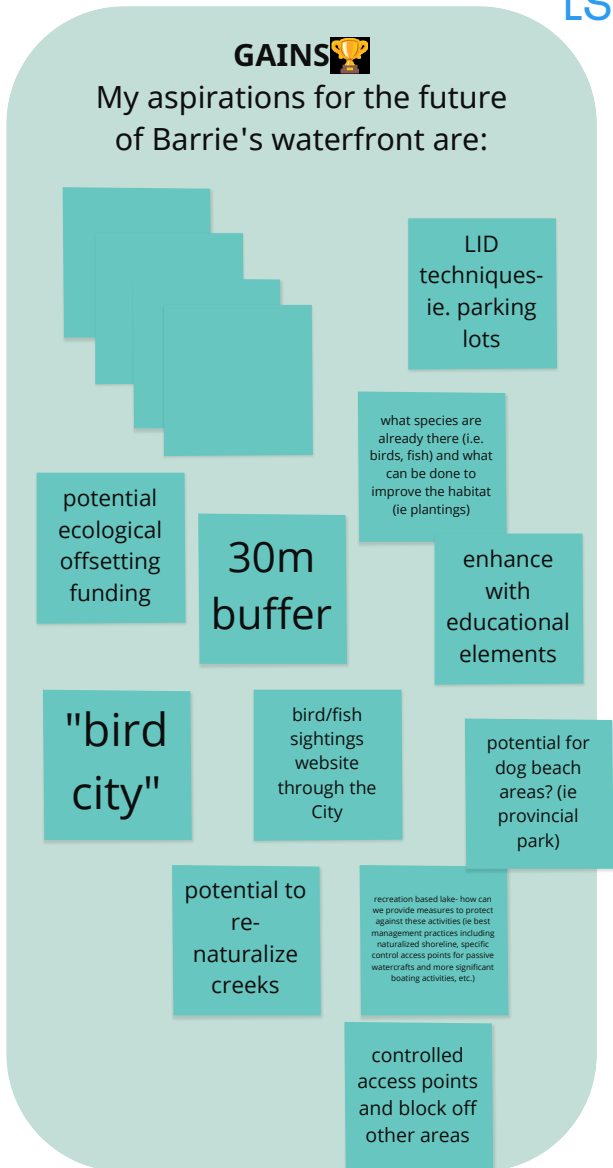 LS
GAINS🏆
My aspirations for the future
of Barrie's waterfront are:
LID
techniques-
ie. parking
lots
what species are
already there (i.e.
birds, fish) and what
can be done to
improve the habitat
(ie plantings)
potential
ecological
offsetting
funding
30m
buffer
enhance
with
educational
elements
"bird
city"
bird/fish
sightings
website
through the
City
potential for
dog beach
areas? (ie
provincial
park)
potential to
re-
naturalize
creeks
recreation based lake- how can
we provide measures to protect
against these activities (ie best
management practices including
naturalized shoreline, specific
control access points for passive
watercrafts and more significant
boating activities, etc.)
controlled
access points
and block off
other areas